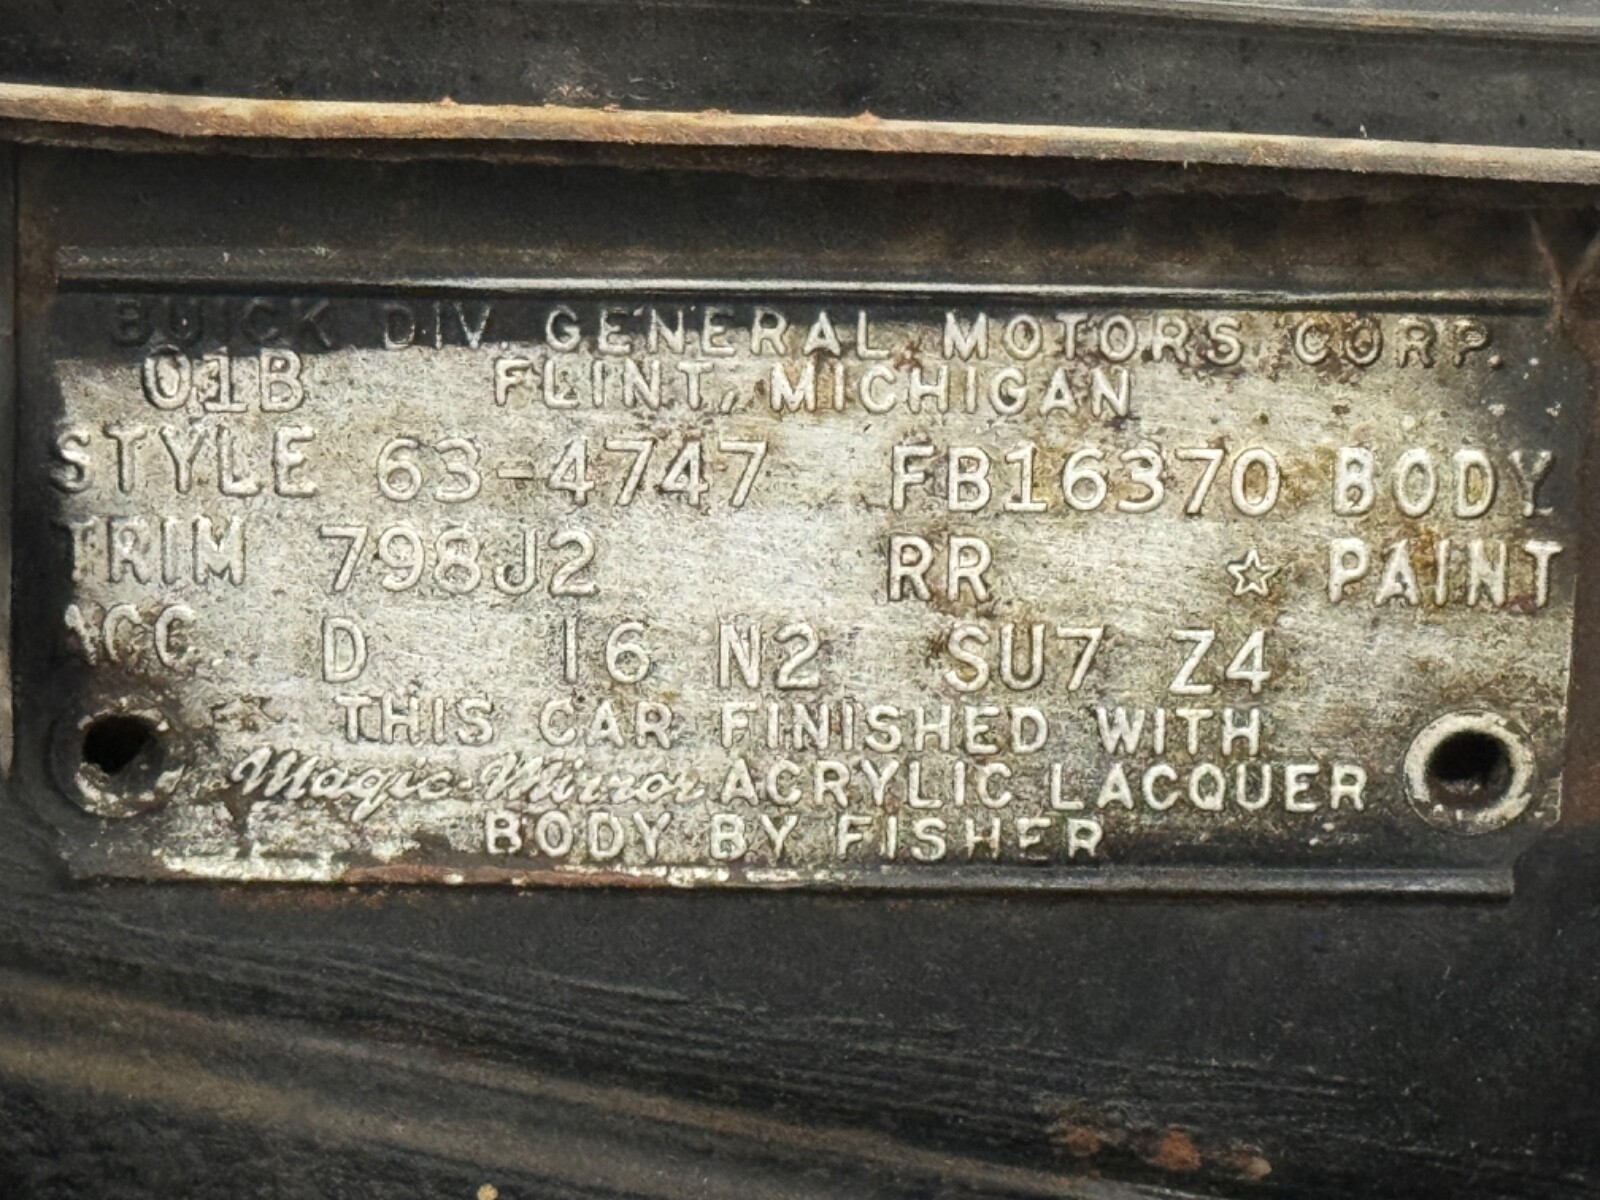 BUICK DIV. GENERAL MOTORS CORP.
01B FLINT, MICHIGAN
STYLE 63-4747 FB16370 BODY
TRIM 798J2 RR ☆ PAINT
ACC. D I6 N2 SU7 Z4
☆ THIS CAR FINISHED WITH
Magic-Mirror ACRYLIC LACQUER
BODY BY FISHER